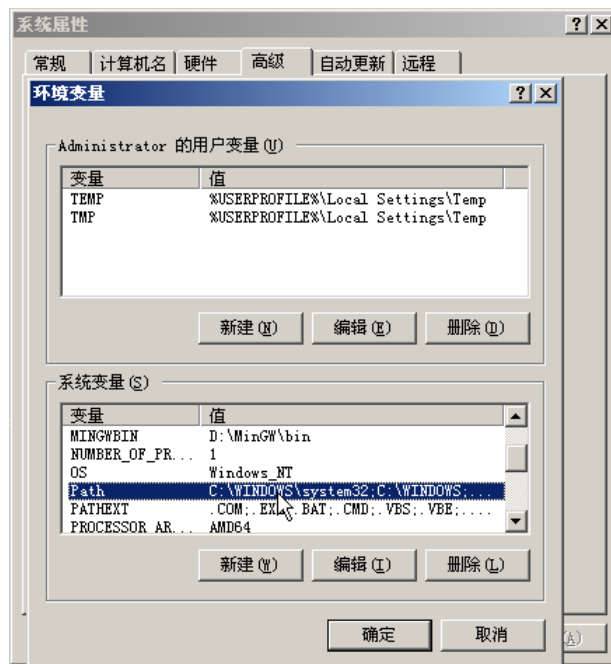 系统属性
常规 计算机名 硬件 高级 自动更新 远程
环境变量
Administrator 的用户变量(U)
变量 值
TEMP %USERPROFILE%\Local Settings\Temp
TMP %USERPROFILE%\Local Settings\Temp
新建(N) 编辑(E) 删除(D)
系统变量(S)
变量 值
MINGWBIN D:\MinGW\bin
NUMBER_OF_PR... 1
OS Windows_NT
Path C:\WINDOWS\system32;C:\WINDOWS;...
PATHEXT .COM;.EXE;.BAT;.CMD;.VBS;.VBE;....
PROCESSOR_AR... AMD64
新建(W) 编辑(I) 删除(L)
确定 取消
(A)